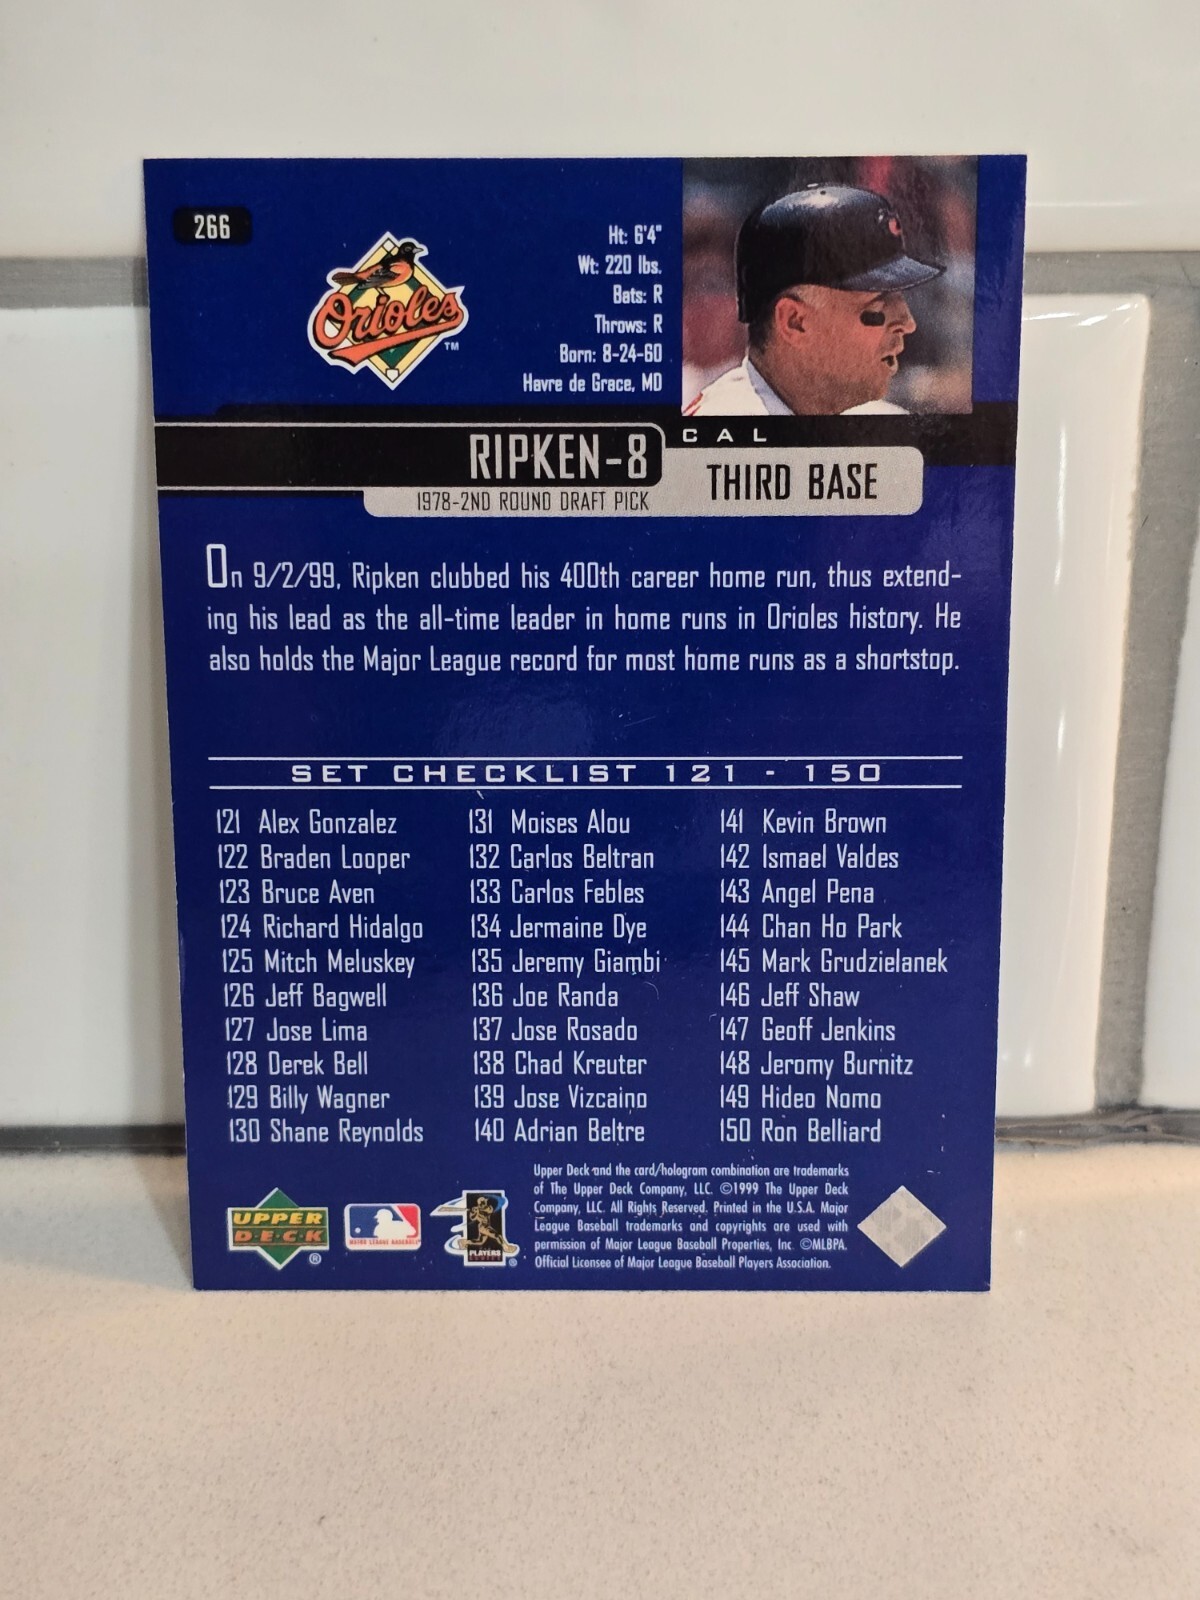 266
Orioles
TM
Ht: 6'4"
Wt: 220 lbs.
Bats: R
Throws: R
Born: 8-24-60
Havre de Grace, MD
CAL
RIPKEN-8
THIRD BASE
1978-2ND ROUND DRAFT PICK
On 9/2/99, Ripken clubbed his 400th career home run, thus extend-
ing his lead as the all-time leader in home runs in Orioles history. He
also holds the Major League record for most home runs as a shortstop.
SET CHECKLIST 121 - 150
121 Alex Gonzalez
122 Braden Looper
123 Bruce Aven
124 Richard Hidalgo
125 Mitch Meluskey
126 Jeff Bagwell
127 Jose Lima
128 Derek Bell
129 Billy Wagner
130 Shane Reynolds
131 Moises Alou
132 Carlos Beltran
133 Carlos Febles
134 Jermaine Dye
135 Jeremy Giambi
136 Joe Randa
137 Jose Rosado
138 Chad Kreuter
139 Jose Vizcaino
140 Adrian Beltre
141 Kevin Brown
142 Ismael Valdes
143 Angel Pena
144 Chan Ho Park
145 Mark Grudzielanek
146 Jeff Shaw
147 Geoff Jenkins
148 Jeromy Burnitz
149 Hideo Nomo
150 Ron Belliard
UPPER
DECK
®
MAJOR LEAGUE BASEBALL
PLAYERS
®
Upper Deck and the card/hologram combination are trademarks
of The Upper Deck Company, LLC. ©1999 The Upper Deck
Company, LLC. All Rights Reserved. Printed in the U.S.A. Major
League Baseball trademarks and copyrights are used with
permission of Major League Baseball Properties, Inc. ©MLBPA.
Official Licensee of Major League Baseball Players Association.